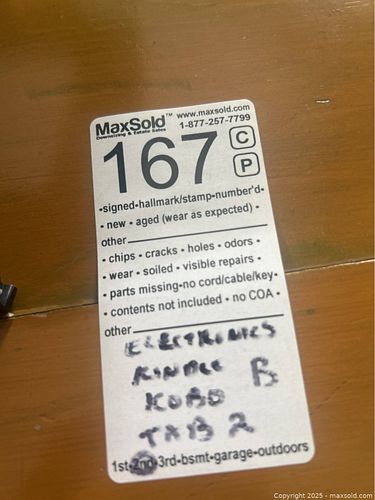 MaxSold™ www.maxsold.com
Downsizing & Estate Sales 1-877-257-7799
167 C
P
•signed•hallmark/stamp•number'd•
• new • aged (wear as expected) •
other
• chips • cracks • holes • odors •
• wear • soiled • visible repairs •
• parts missing•no cord/cable/key•
• contents not included • no COA •
other
ELECTRONICS
KINDLE B
KOBO
TAB 2
1st-2nd-3rd-bsmt-garage-outdoors
Copyright 2025 - maxsold.com